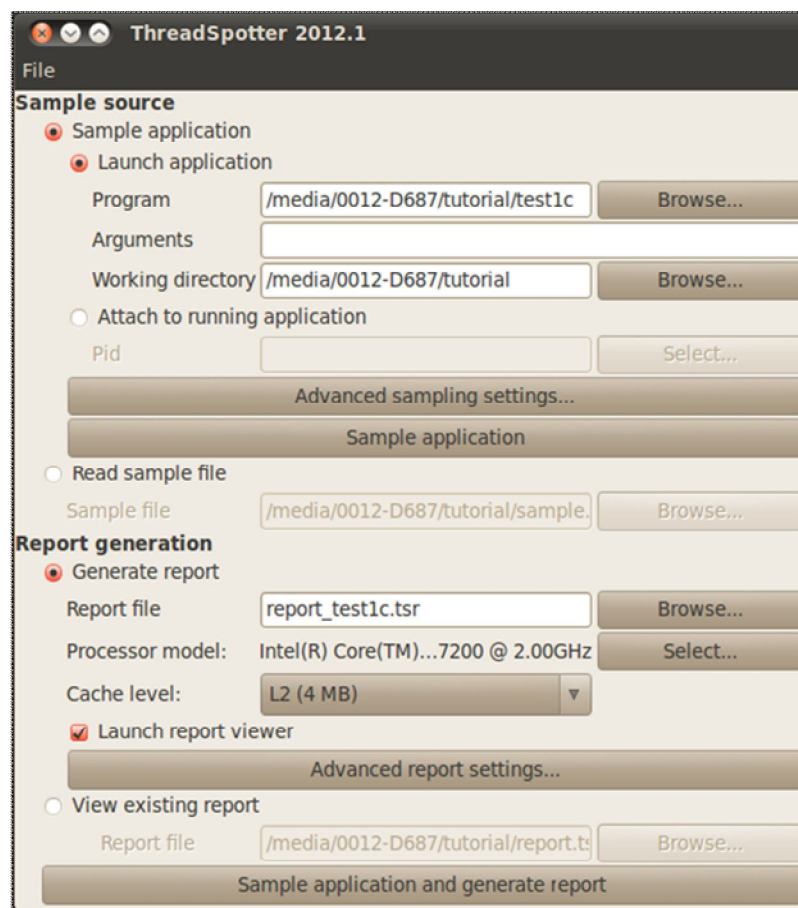 ThreadSpotter 2012.1
File
Sample source
Sample application
Launch application
Program /media/0012-D687/tutorial/test1c Browse...
Arguments
Working directory /media/0012-D687/tutorial Browse...
Attach to running application
Pid Select...
Advanced sampling settings...
Sample application
Read sample file
Sample file /media/0012-D687/tutorial/sample. Browse...
Report generation
Generate report
Report file report_test1c.tsr Browse...
Processor model: Intel(R) Core(TM)...7200 @ 2.00GHz Select...
Cache level: L2 (4 MB)
Launch report viewer
Advanced report settings...
View existing report
Report file /media/0012-D687/tutorial/report.ts Browse...
Sample application and generate report